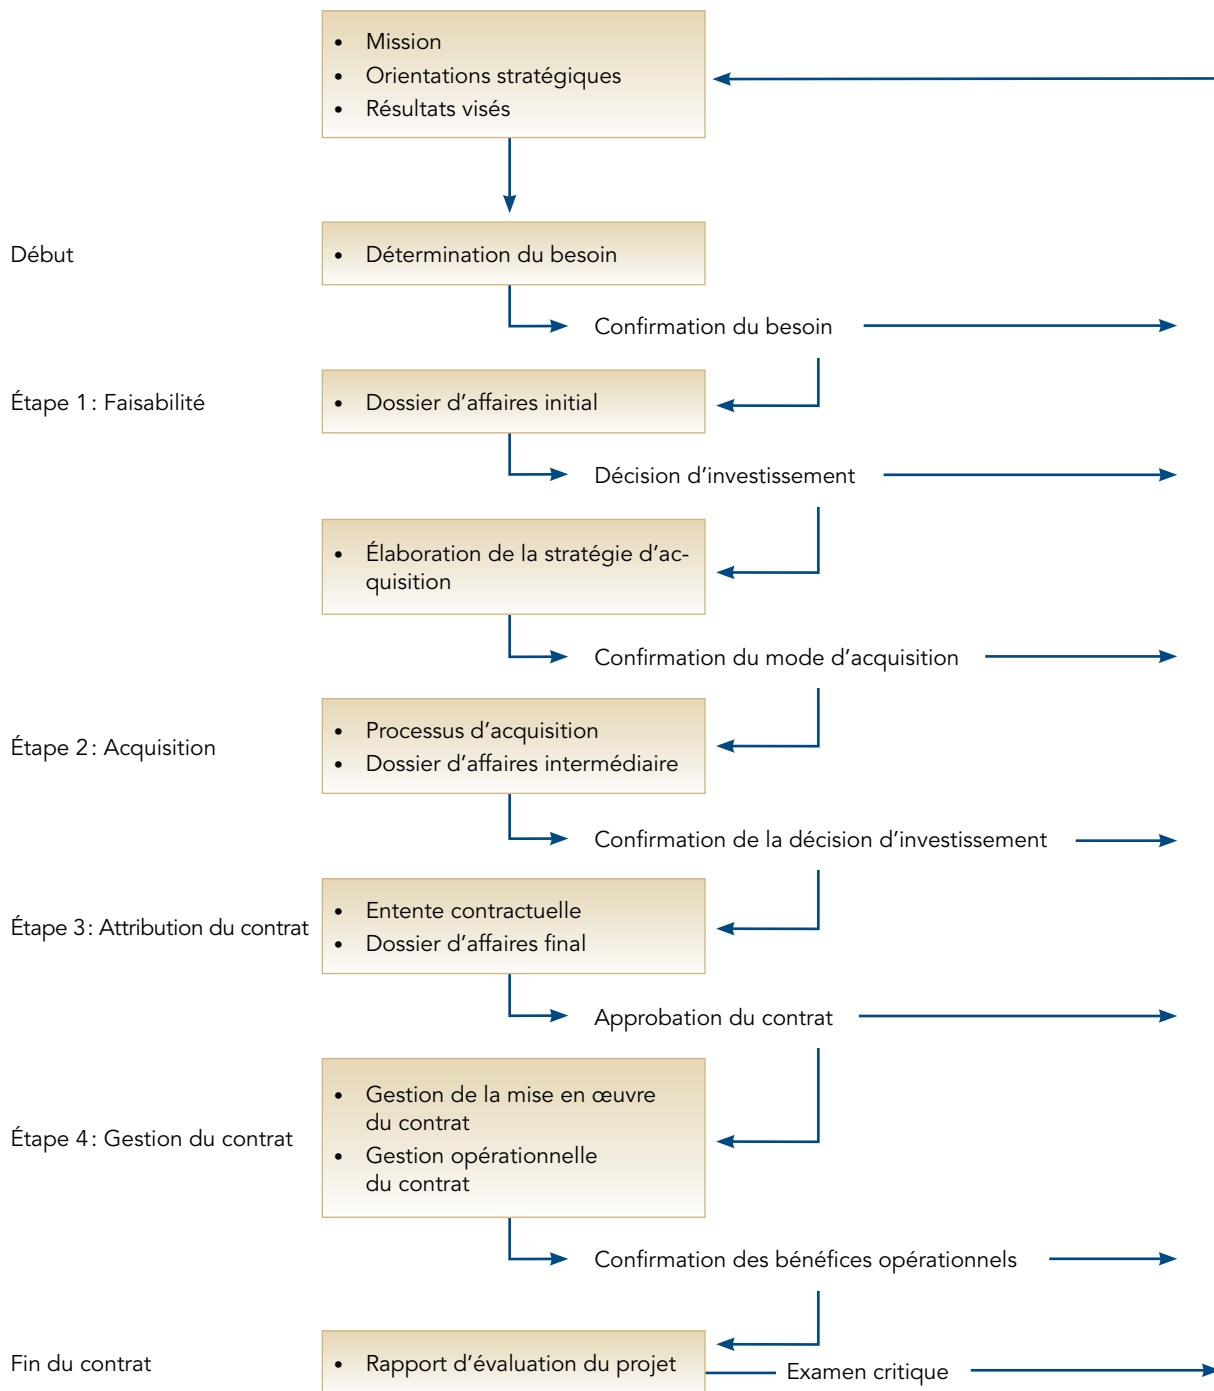 • Mission
• Orientations stratégiques
• Résultats visés
Début
• Détermination du besoin
Confirmation du besoin
Étape 1 : Faisabilité
• Dossier d’affaires initial
Décision d’investissement
• Élaboration de la stratégie d’ac-
quisition
Confirmation du mode d’acquisition
Étape 2 : Acquisition
• Processus d’acquisition
• Dossier d’affaires intermédiaire
Confirmation de la décision d’investissement
Étape 3 : Attribution du contrat
• Entente contractuelle
• Dossier d’affaires final
Approbation du contrat
Étape 4 : Gestion du contrat
• Gestion de la mise en œuvre
du contrat
• Gestion opérationnelle
du contrat
Confirmation des bénéfices opérationnels
Fin du contrat
• Rapport d’évaluation du projet
Examen critique